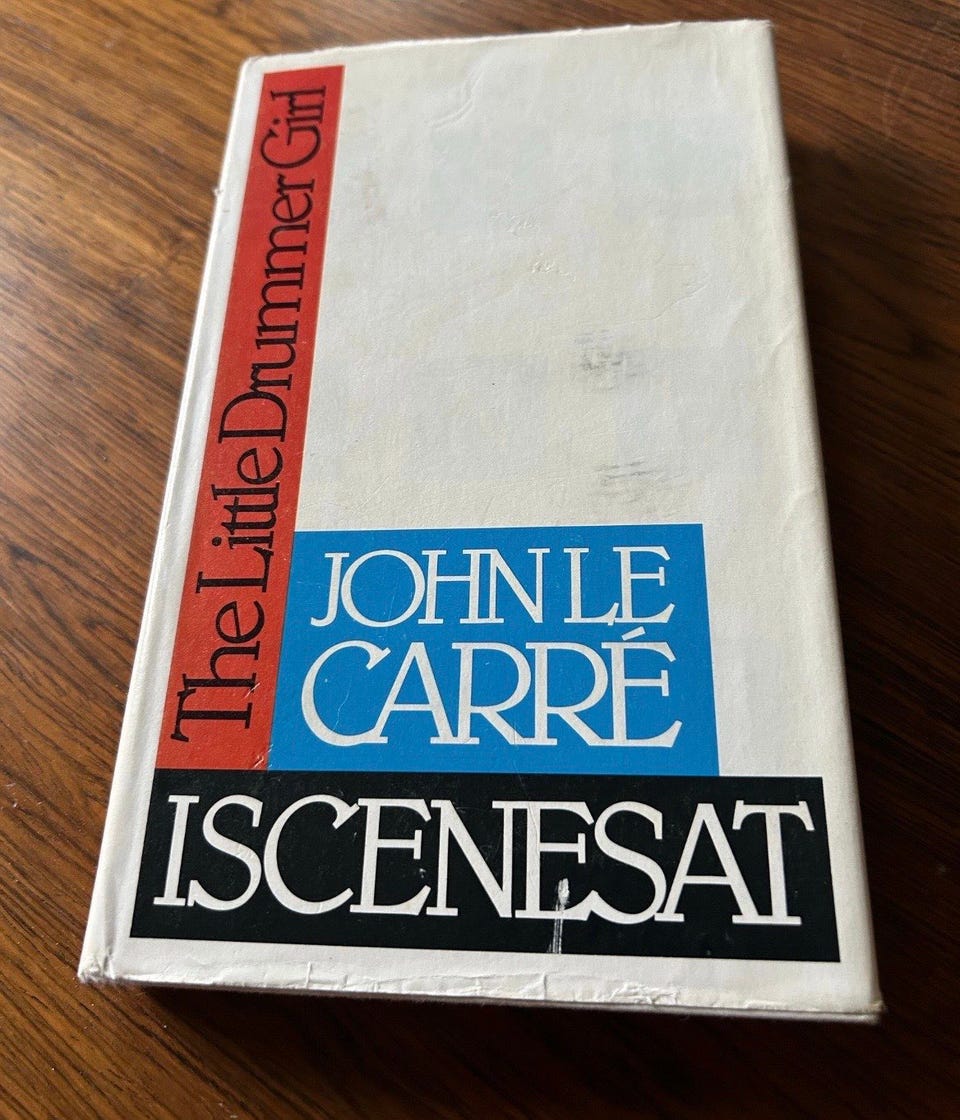 The Little Drummer Girl
JOHN LE
CARRÉ
ISCENESAT